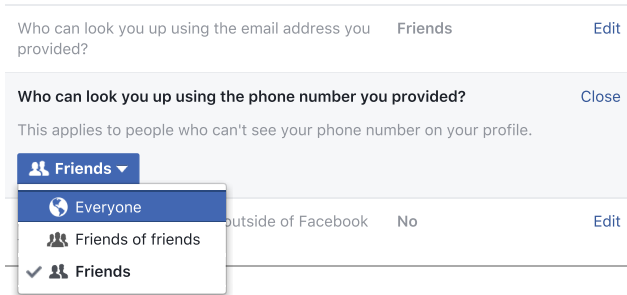 Who can look you up using the email address you Friends Edit
provided?
Who can look you up using the phone number you provided? Close
This applies to people who can't see your phone number on your profile.
Friends
Everyone
outside of Facebook No Edit
Friends of friends
Friends